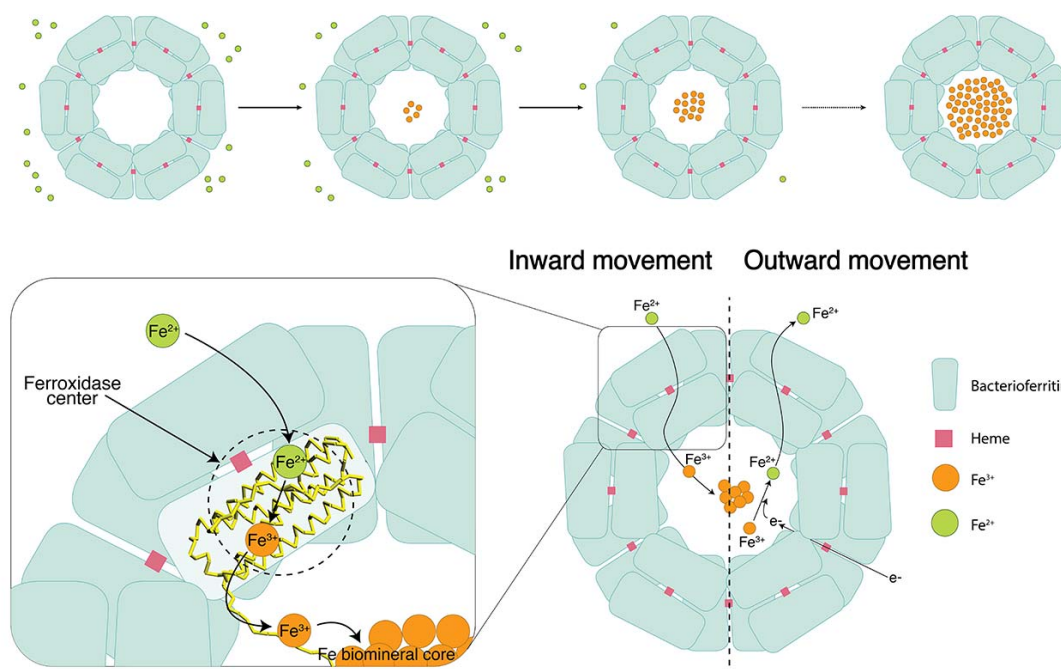 Inward movement
Outward movement
Fe2+
Fe2+
Fe2+
Ferroxidase
center
Fe2+
Fe3+
Fe3+
Fe biomineral core
Fe3+
Fe2+
e-
Fe3+
e-
Bacterioferriti
Heme
Fe3+
Fe2+